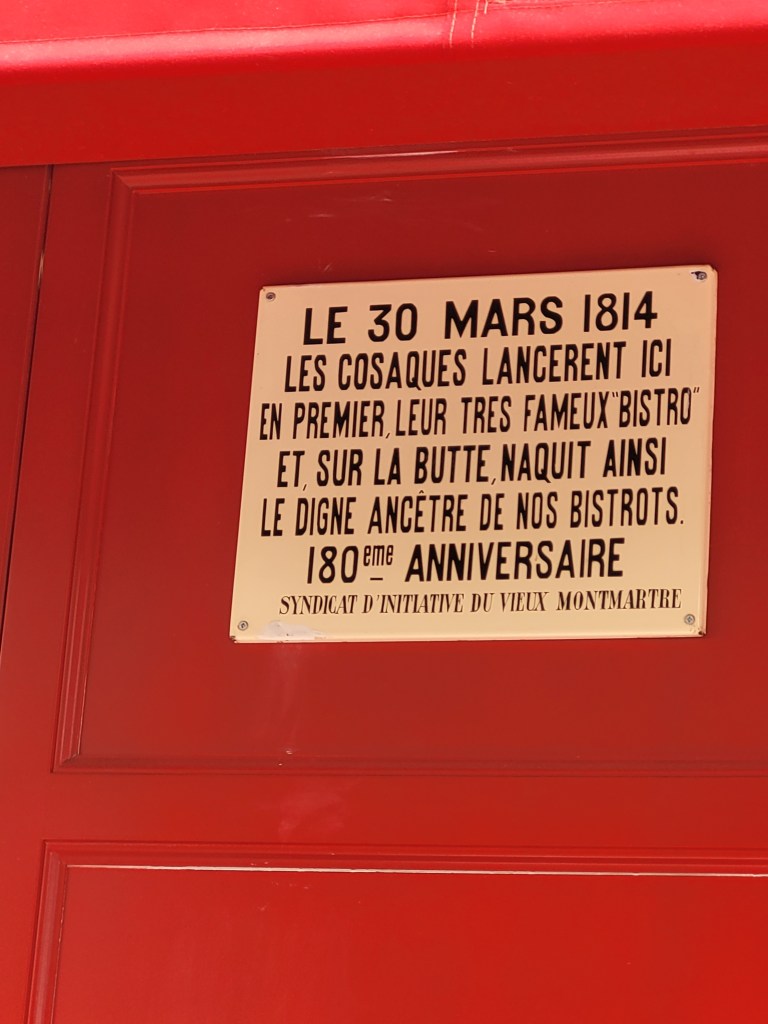 LE 30 MARS 1814
LES COSAQUES LANCERENT ICI
EN PREMIER, LEUR TRES FAMEUX "BISTRO"
ET, SUR LA BUTTE, NAQUIT AINSI
LE DIGNE ANCÊTRE DE NOS BISTROTS.
180eme ANNIVERSAIRE
SYNDICAT D'INITIATIVE DU VIEUX MONTMARTRE